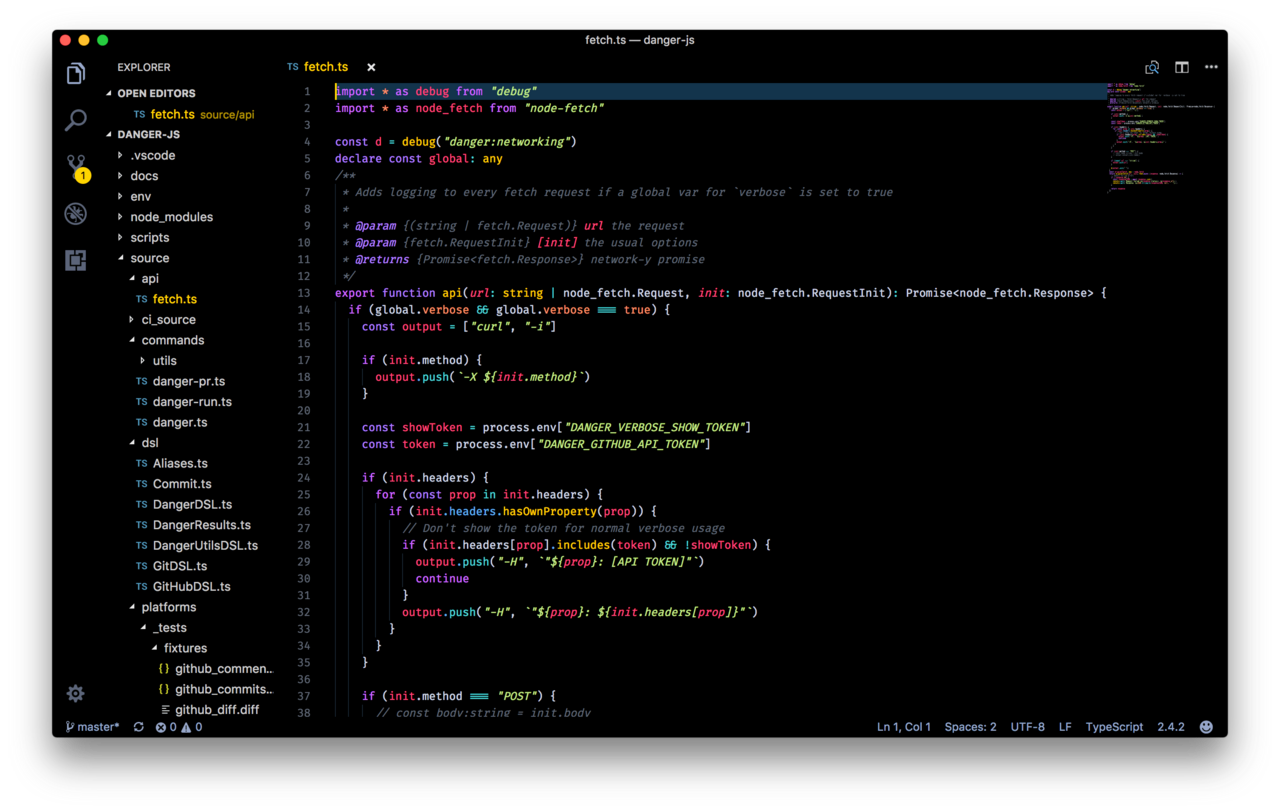 fetch.ts — danger-js
EXPLORER
OPEN EDITORS
TS fetch.ts source/api
DANGER-JS
.vscode
docs
env
node_modules
scripts
source
api
TS fetch.ts
ci_source
commands
utils
TS danger-pr.ts
TS danger-run.ts
TS danger.ts
dsl
TS Aliases.ts
TS Commit.ts
TS DangerDSL.ts
TS DangerResults.ts
TS DangerUtilsDSL.ts
TS GitDSL.ts
TS GitHubDSL.ts
platforms
_tests
fixtures
{} github_commen...
{} github_commits...
github_diff.diff
1
TS fetch.ts ×
1 import * as debug from "debug"
2 import * as node_fetch from "node-fetch"
3
4 const d = debug("danger:networking")
5 declare const global: any
6 /**
7 * Adds logging to every fetch request if a global var for `verbose` is set to true
8 *
9 * @param {(string | fetch.Request)} url the request
10 * @param {fetch.RequestInit} [init] the usual options
11 * @returns {Promise<fetch.Response>} network-y promise
12 */
13 export function api(url: string | node_fetch.Request, init: node_fetch.RequestInit): Promise<node_fetch.Response> {
14 if (global.verbose && global.verbose === true) {
15 const output = ["curl", "-i"]
16
17 if (init.method) {
18 output.push(`-X ${init.method}`)
19 }
20
21 const showToken = process.env["DANGER_VERBOSE_SHOW_TOKEN"]
22 const token = process.env["DANGER_GITHUB_API_TOKEN"]
23
24 if (init.headers) {
25 for (const prop in init.headers) {
26 if (init.headers.hasOwnProperty(prop)) {
27 // Don't show the token for normal verbose usage
28 if (init.headers[prop].includes(token) && !showToken) {
29 output.push("-H", `"${prop}: [API TOKEN]"`)
30 continue
31 }
32 output.push("-H", `"${prop}: ${init.headers[prop]}"`)
33 }
34 }
35 }
36
37 if (init.method === "POST") {
38 // const body:string = init.body
master* 0 0
Ln 1, Col 1 Spaces: 2 UTF-8 LF TypeScript 2.4.2